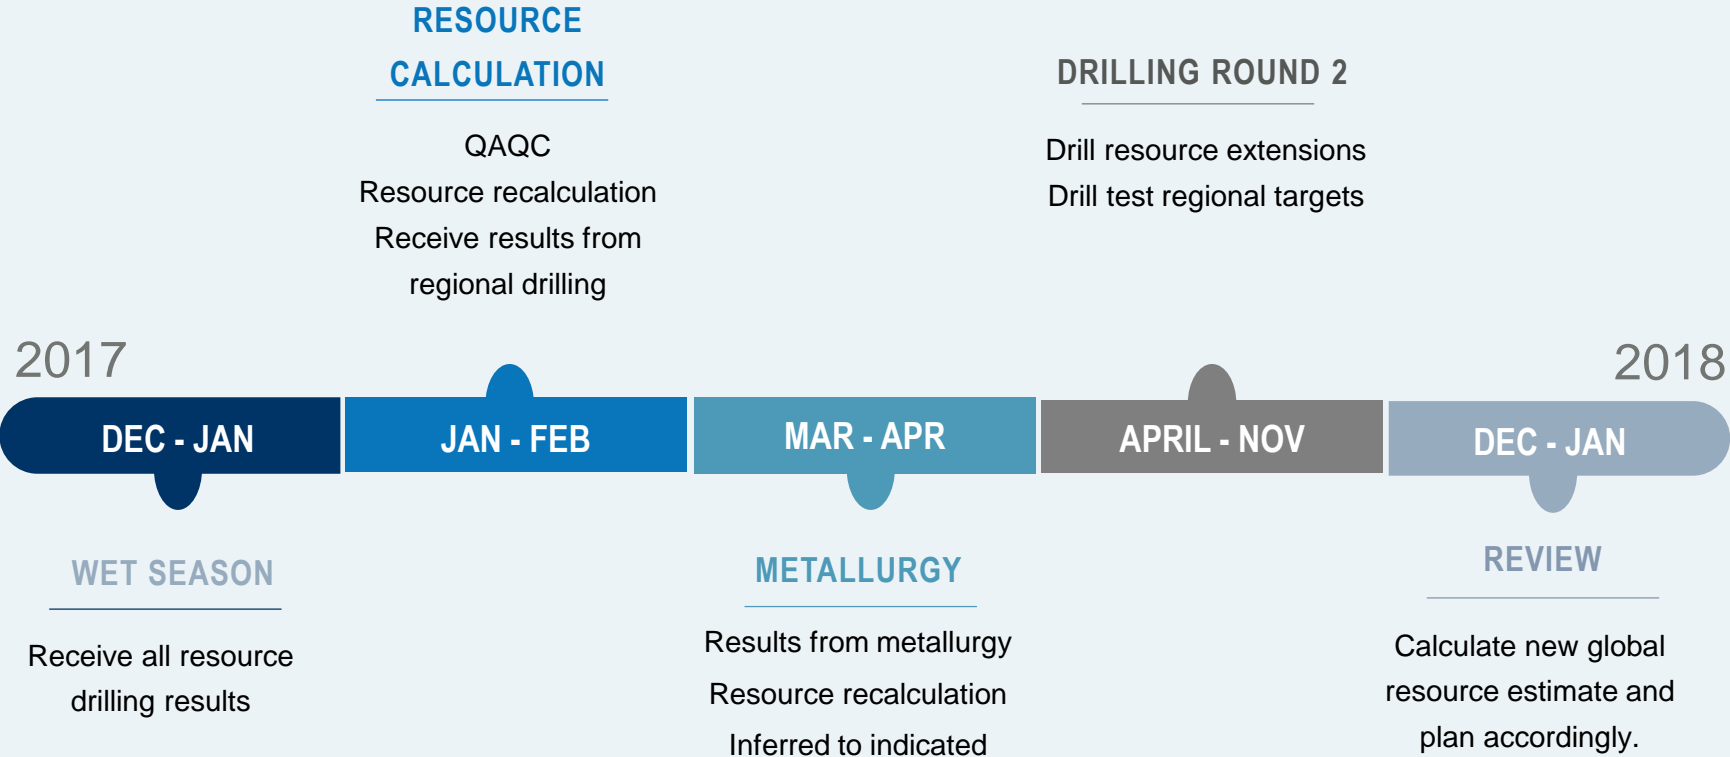 RESOURCE
CALCULATION
QAQC
Resource recalculation
Receive results from
regional drilling
DRILLING ROUND 2
Drill resource extensions
Drill test regional targets
2017
2018
DEC - JAN
JAN - FEB
MAR - APR
APRIL - NOV
DEC - JAN
WET SEASON
Receive all resource
drilling results
METALLURGY
Results from metallurgy
Resource recalculation
Inferred to indicated
REVIEW
Calculate new global
resource estimate and
plan accordingly.